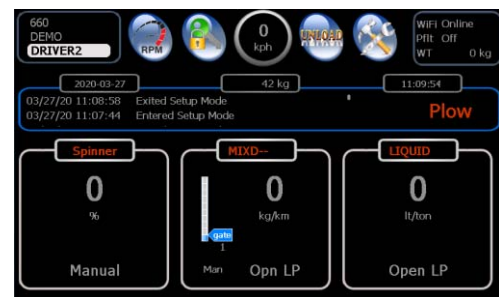 660
DEMO
DRIVER2
RPM
0
kph
UNLOAD
WiFi Online
Pflt Off
WT 0 kg
2020-03-27 42 kg 11:09:54
03/27/20 11:08:58 Exited Setup Mode
03/27/20 11:07:44 Entered Setup Mode
Plow
Spinner
0
%
Manual
MIXD--
0
kg/km
gate
1
Man Opn LP
LIQUID
0
lt/ton
Open LP